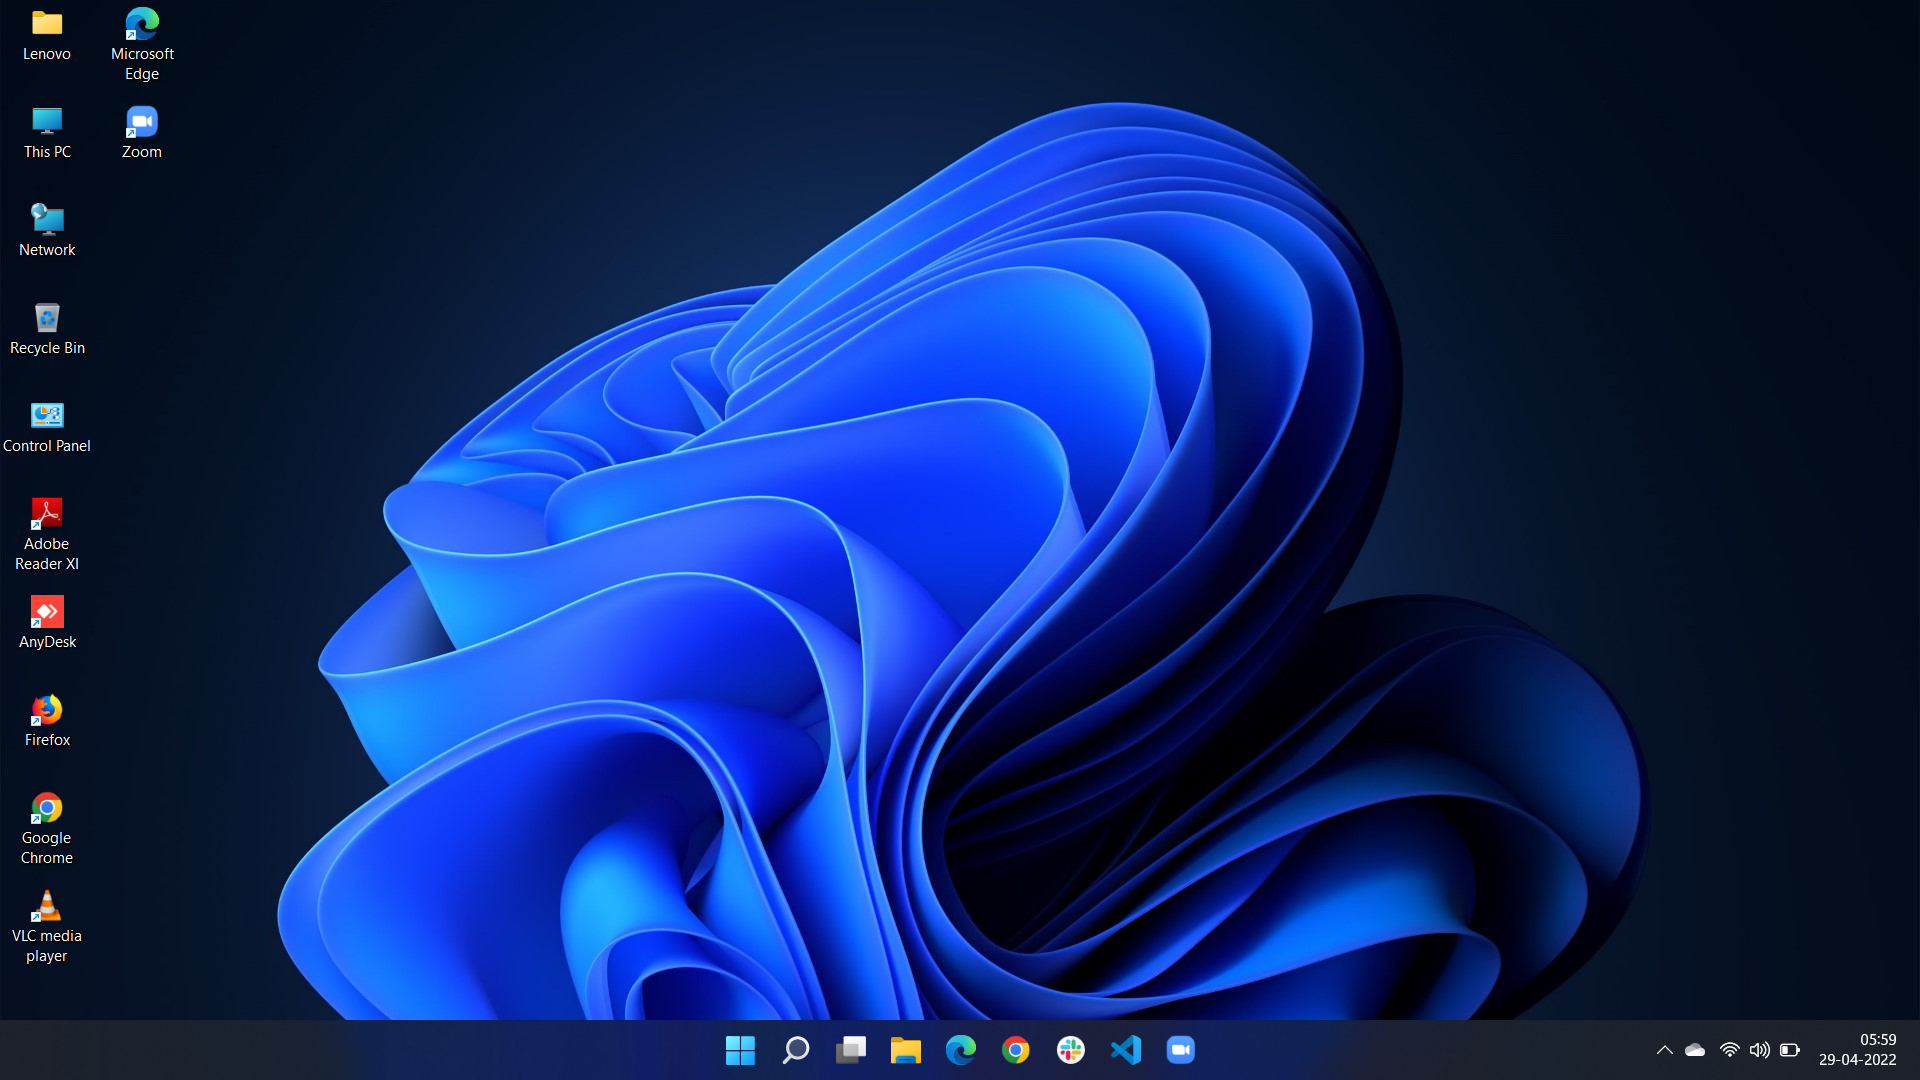 Lenovo
This PC
Network
Recycle Bin
Control Panel
Adobe
Reader XI
AnyDesk
Firefox
Google
Chrome
VLC media
player
Microsoft
Edge
Zoom
05:59
29-04-2022